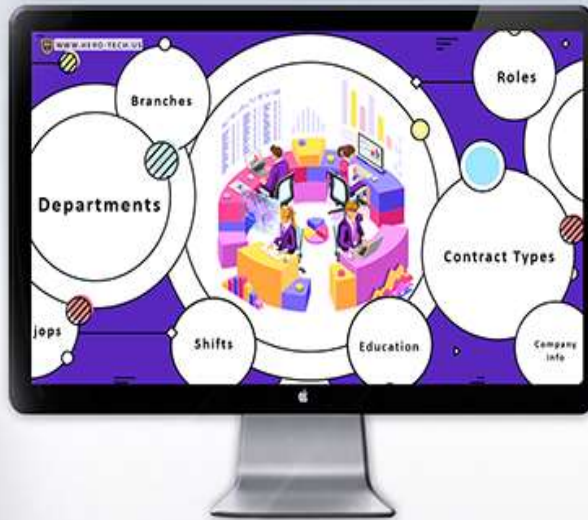 WWW.HERO-TECH.US
Branches
Roles
Departments
Contract Types
jops
Shifts
Education
Company
Info